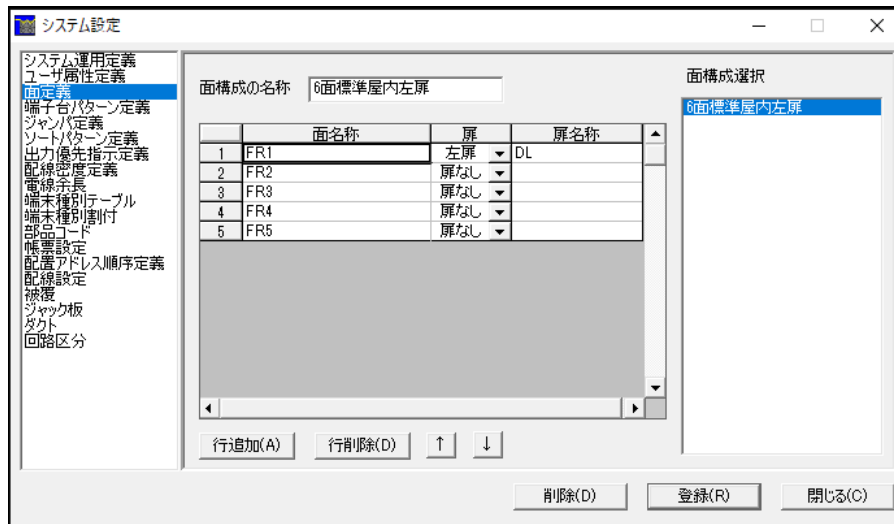 システム設定
システム運用定義
ユーザ属性定義
面定義
端子台パターン定義
ジャンパ定義
ソートパターン定義
出力優先指示定義
配線密度定義
電線余長
端末種別テーブル
端末種別割付
部品コード
帳票設定
配置アドレス順序定義
配線設定
被覆
ジャック板
ダクト
回路区分
面構成の名称 6面標準屋内左扉
面名称 扉 扉名称
1 FR1 左扉 DL
2 FR2 扉なし
3 FR3 扉なし
4 FR4 扉なし
5 FR5 扉なし
行追加(A) 行削除(D) ↑ ↓
面構成選択
6面標準屋内左扉
削除(D) 登録(R) 閉じる(C)